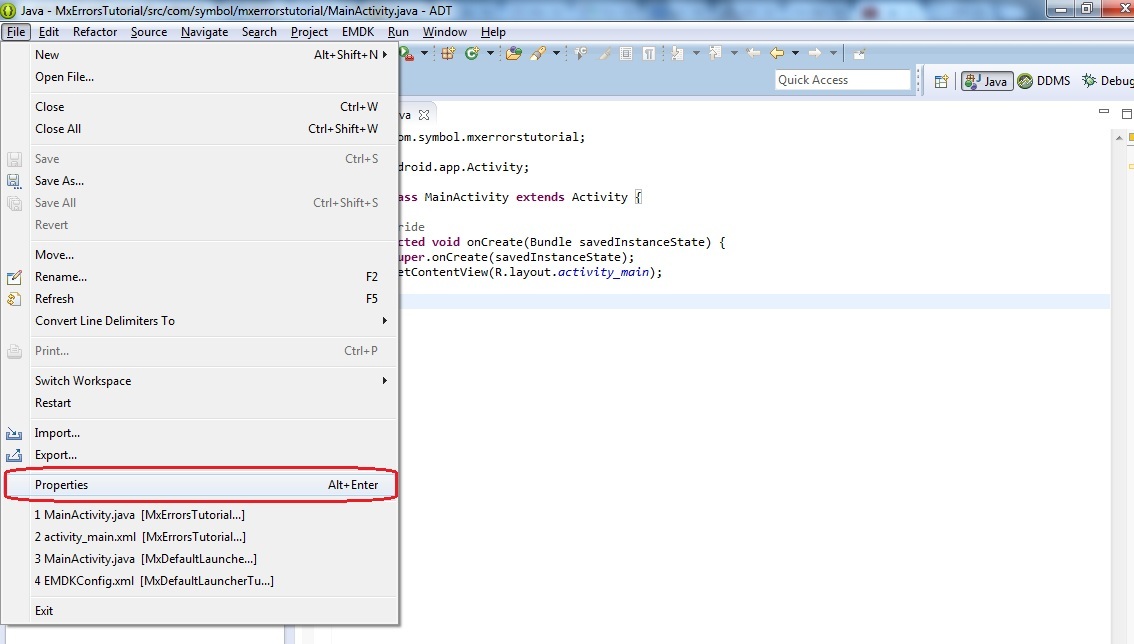 Java - MxErrorsTutorial/src/com/symbol/mxerrorstutorial/MainActivity.java - ADT
File Edit Refactor Source Navigate Search Project EMDK Run Window Help
New Alt+Shift+N
Open File...
Close Ctrl+W
Close All Ctrl+Shift+W
Save Ctrl+S
Save As...
Save All Ctrl+Shift+S
Revert
Move...
Rename... F2
Refresh F5
Convert Line Delimiters To
Print... Ctrl+P
Switch Workspace
Restart
Import...
Export...
Properties Alt+Enter
1 MainActivity.java [MxErrorsTutorial...]
2 activity_main.xml [MxErrorsTutorial...]
3 MainActivity.java [MxDefaultLaunche...]
4 EMDKConfig.xml [MxDefaultLauncherTu...]
Exit
Quick Access Java DDMS Debug
va
om.symbol.mxerrorstutorial;
droid.app.Activity;
ass MainActivity extends Activity {
ride
cted void onCreate(Bundle savedInstanceState) {
uper.onCreate(savedInstanceState);
etContentView(R.layout.activity_main);